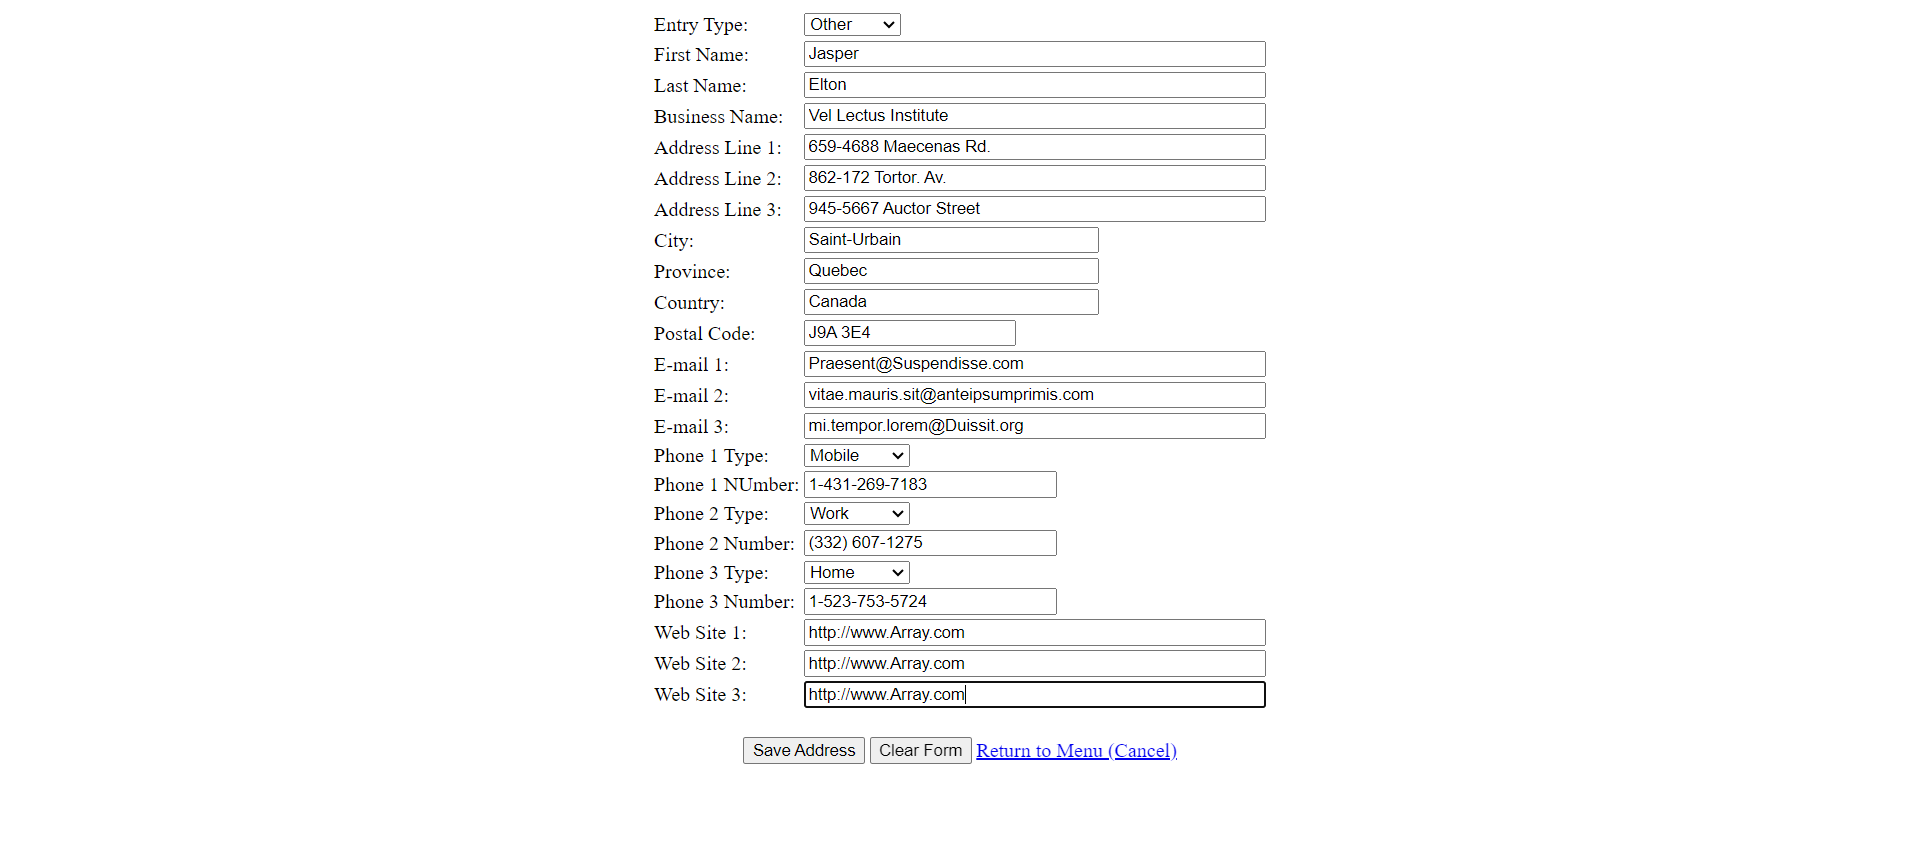 Entry Type: Other
First Name: Jasper
Last Name: Elton
Business Name: Vel Lectus Institute
Address Line 1: 659-4688 Maecenas Rd.
Address Line 2: 862-172 Tortor. Av.
Address Line 3: 945-5667 Auctor Street
City: Saint-Urbain
Province: Quebec
Country: Canada
Postal Code: J9A 3E4
E-mail 1: Praesent@Suspendisse.com
E-mail 2: vitae.mauris.sit@anteipsumprimis.com
E-mail 3: mi.tempor.lorem@Duissit.org
Phone 1 Type: Mobile
Phone 1 NUmber: 1-431-269-7183
Phone 2 Type: Work
Phone 2 Number: (332) 607-1275
Phone 3 Type: Home
Phone 3 Number: 1-523-753-5724
Web Site 1: http://www.Array.com
Web Site 2: http://www.Array.com
Web Site 3: http://www.Array.com
Save Address Clear Form Return to Menu (Cancel)